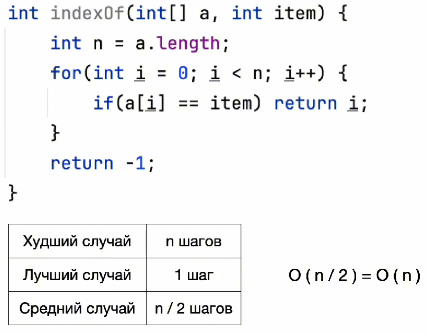 int indexOf(int[] a, int item) {
int n = a.length;
for(int i = 0; i < n; i++) {
if(a[i] == item) return i;
}
return -1;
}
Худший случай n шагов
Лучший случай 1 шаг
Средний случай n / 2 шагов
O ( n / 2 ) = O ( n )